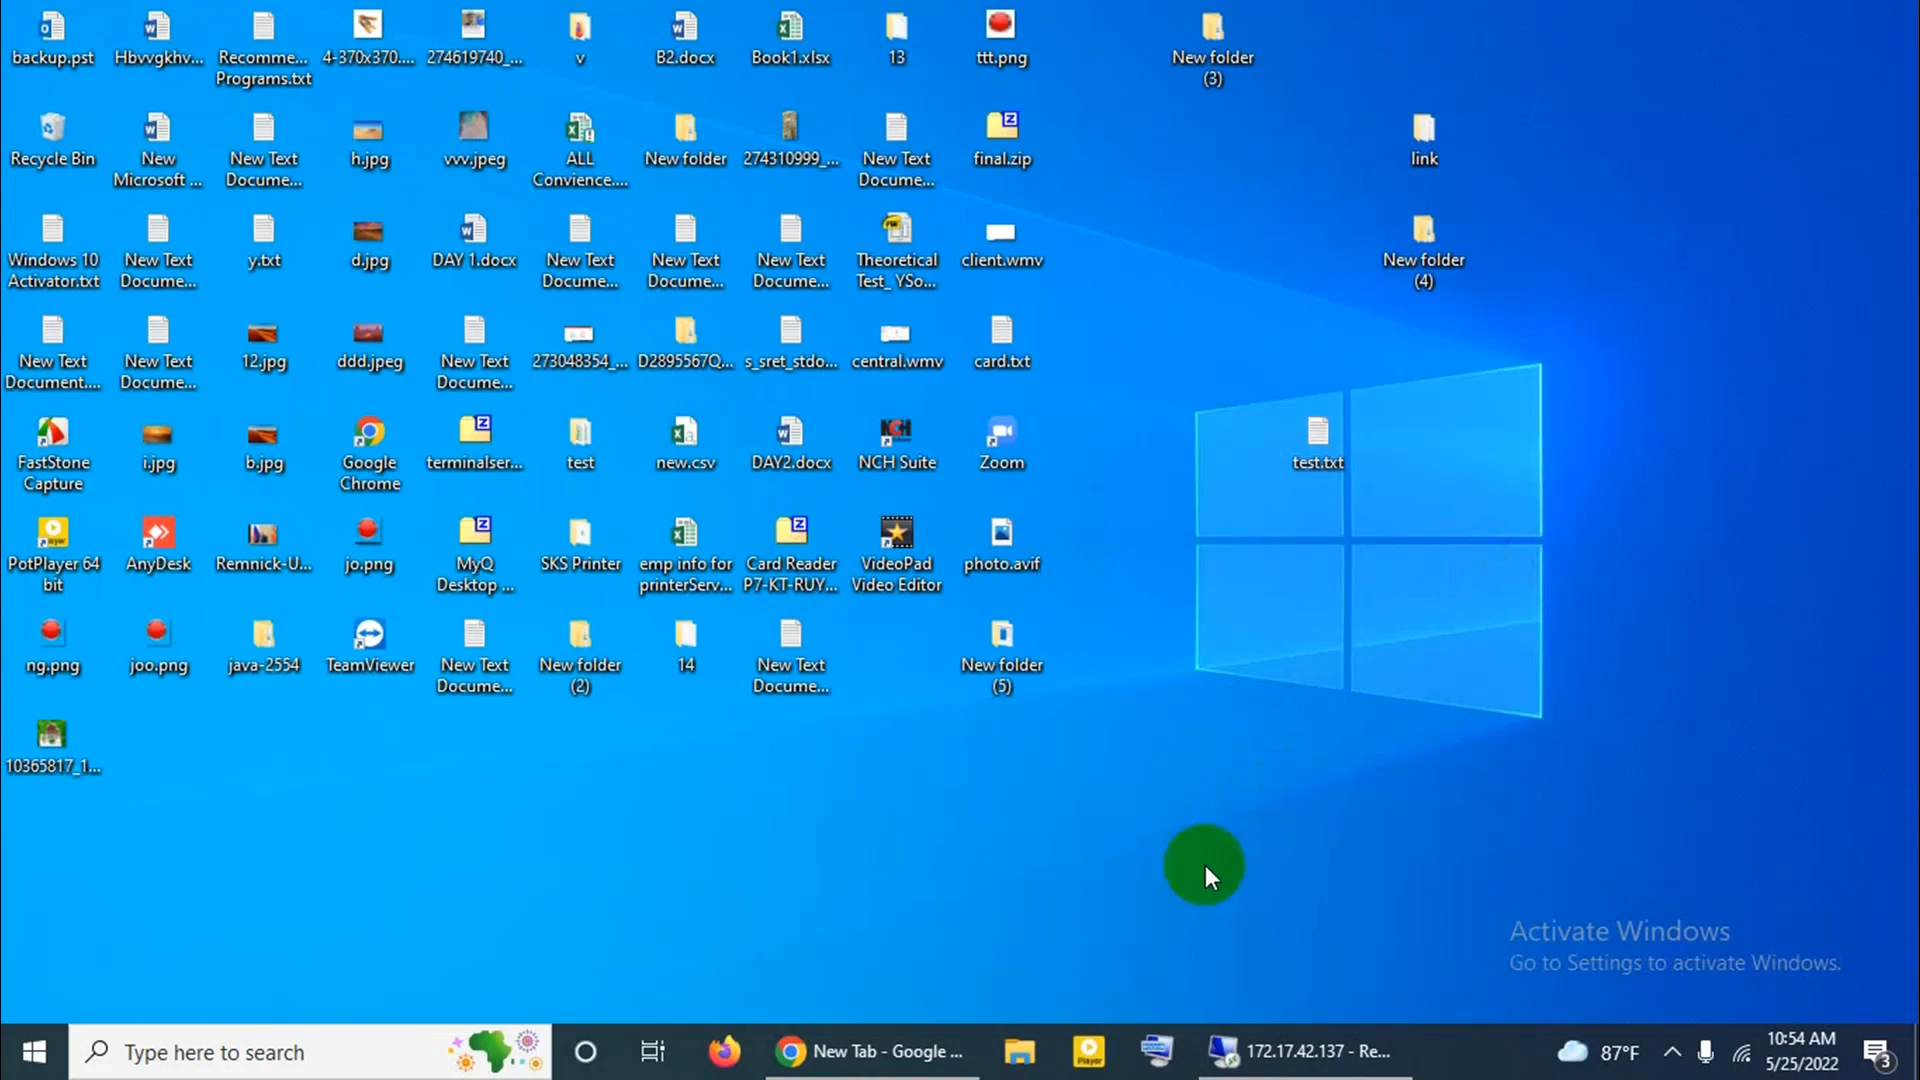 backup.pst
Hbvvgkhv...
Recomme...
Programs.txt
4-370x370....
274619740_...
v
B2.docx
Book1.xlsx
13
ttt.png
New folder
(3)
Recycle Bin
New
Microsoft ...
New Text
Docume...
h.jpg
vvv.jpeg
ALL
Convience....
New folder
274310999_...
New Text
Docume...
final.zip
link
Windows 10
Activator.txt
New Text
Docume...
y.txt
d.jpg
DAY 1.docx
New Text
Docume...
New Text
Docume...
New Text
Docume...
Theoretical
Test_ YSo...
client.wmv
New folder
(4)
New Text
Document....
New Text
Docume...
12.jpg
ddd.jpeg
New Text
Docume...
273048354_...
D2895567Q...
s_sret_stdo...
central.wmv
card.txt
FastStone
Capture
i.jpg
b.jpg
Google
Chrome
terminalser...
test
new.csv
DAY2.docx
NCH Suite
Zoom
test.txt
PotPlayer 64
bit
AnyDesk
Remnick-U...
jo.png
MyQ
Desktop ...
SKS Printer
emp info for
printerServ...
Card Reader
P7-KT-RUY...
VideoPad
Video Editor
photo.avif
ng.png
joo.png
java-2554
TeamViewer
New Text
Docume...
New folder
(2)
14
New Text
Docume...
New folder
(5)
10365817_1...
Activate Windows
Go to Settings to activate Windows.
Type here to search
New Tab - Google ...
Player
172.17.42.137 - Re...
87°F
10:54 AM
5/25/2022
3